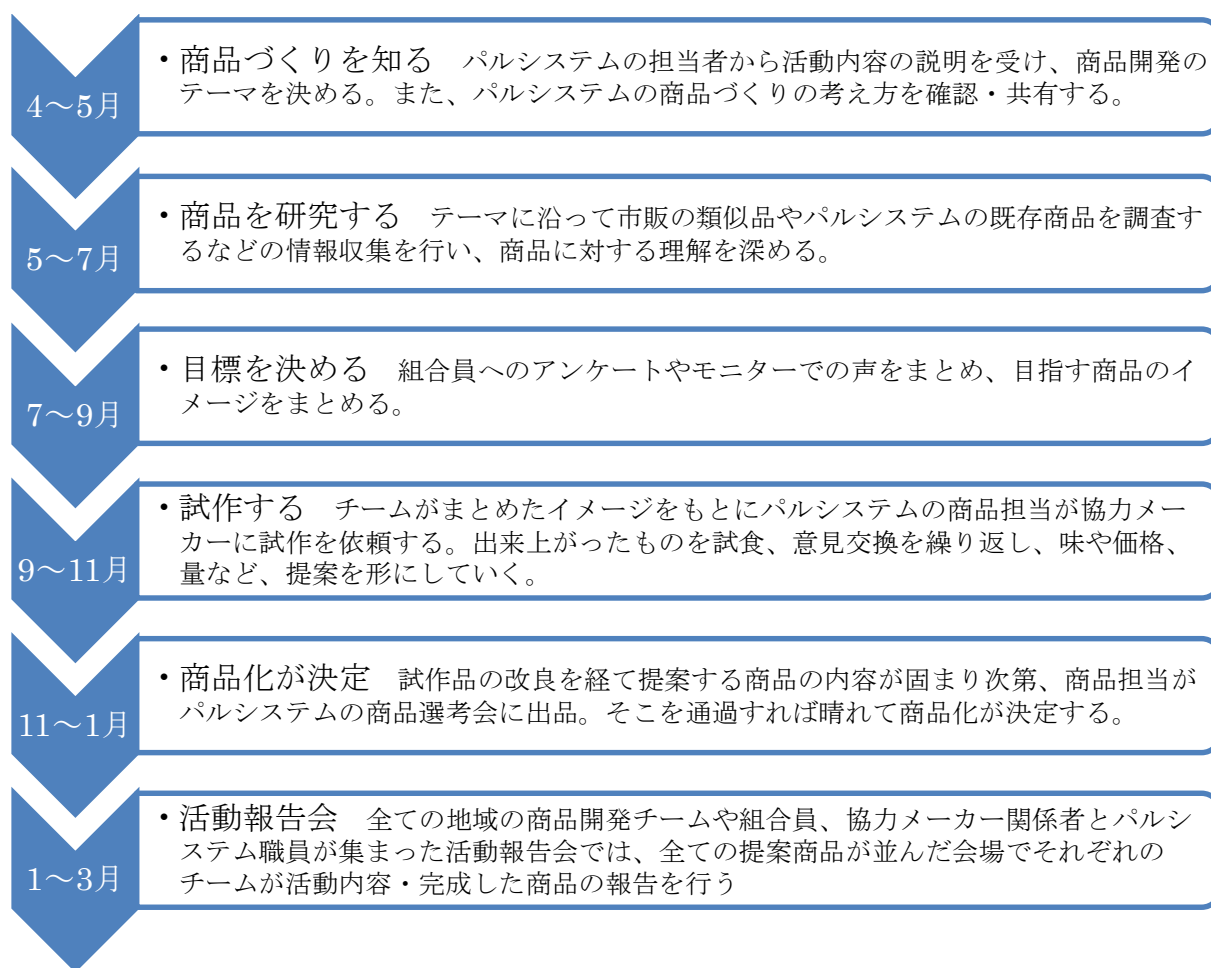 4～5月
・商品づくりを知る　パルシステムの担当者から活動内容の説明を受け、商品開発の
テーマを決める。また、パルシステムの商品づくりの考え方を確認・共有する。
5～7月
・商品を研究する　テーマに沿って市販の類似品やパルシステムの既存商品を調査す
るなどの情報収集を行い、商品に対する理解を深める。
7～9月
・目標を決める　組合員へのアンケートやモニターでの声をまとめ、目指す商品のイ
メージをまとめる。
9～11月
・試作する　チームがまとめたイメージをもとにパルシステムの商品担当が協力メー
カーに試作を依頼する。出来上がったものを試食、意見交換を繰り返し、味や価格、
量など、提案を形にしていく。
11～1月
・商品化が決定　試作品の改良を経て提案する商品の内容が固まり次第、商品担当が
パルシステムの商品選考会に出品。そこを通過すれば晴れて商品化が決定する。
1～3月
・活動報告会　全ての地域の商品開発チームや組合員、協力メーカー関係者とパルシ
ステム職員が集まった活動報告会では、全ての提案商品が並んだ会場でそれぞれの
チームが活動内容・完成した商品の報告を行う